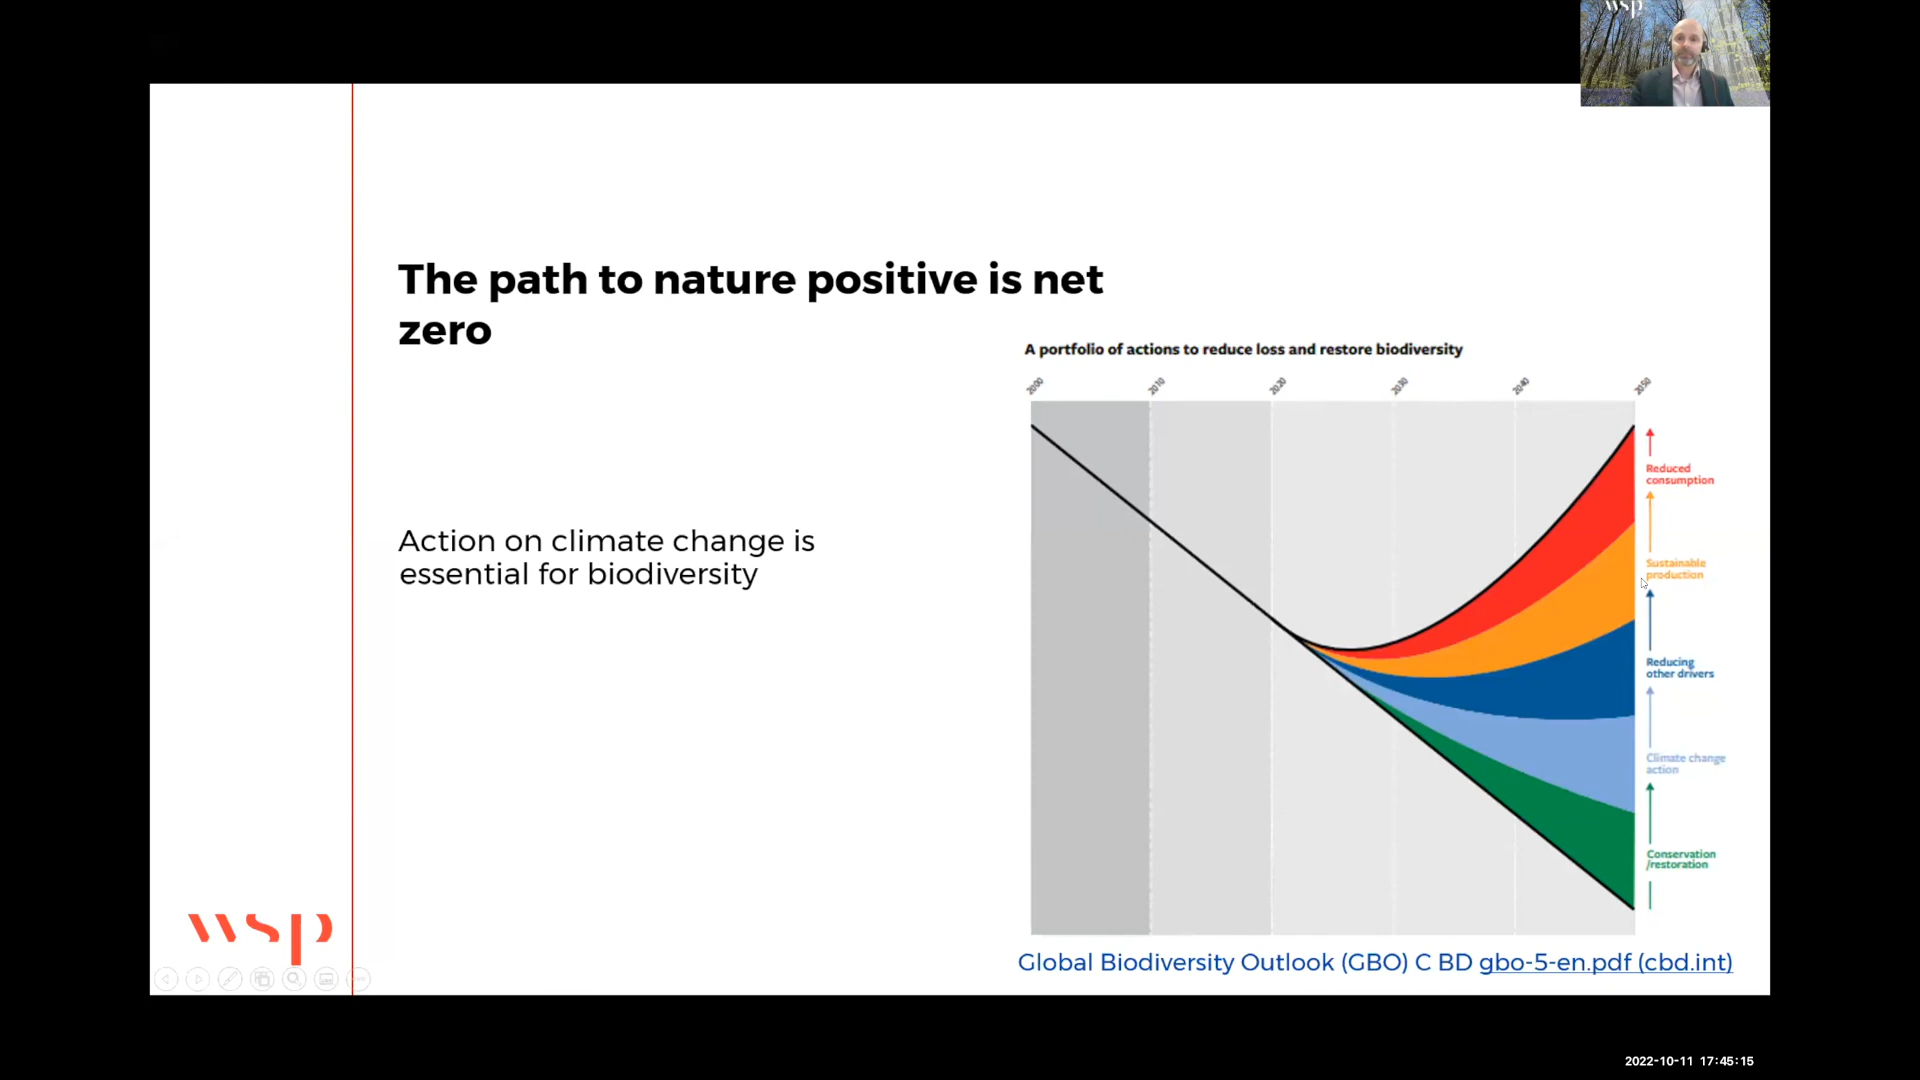 wsp
The path to nature positive is net
zero
A portfolio of actions to reduce loss and restore biodiversity
2000 2010 2020 2030 2040 2050
Reduced
consumption
Sustainable
production
Action on climate change is
essential for biodiversity
Reducing
other drivers
Climate change
action
Conservation
/restoration
wsp
Global Biodiversity Outlook (GBO) C BD gbo-5-en.pdf (cbd.int)
2022-10-11 17:45:15